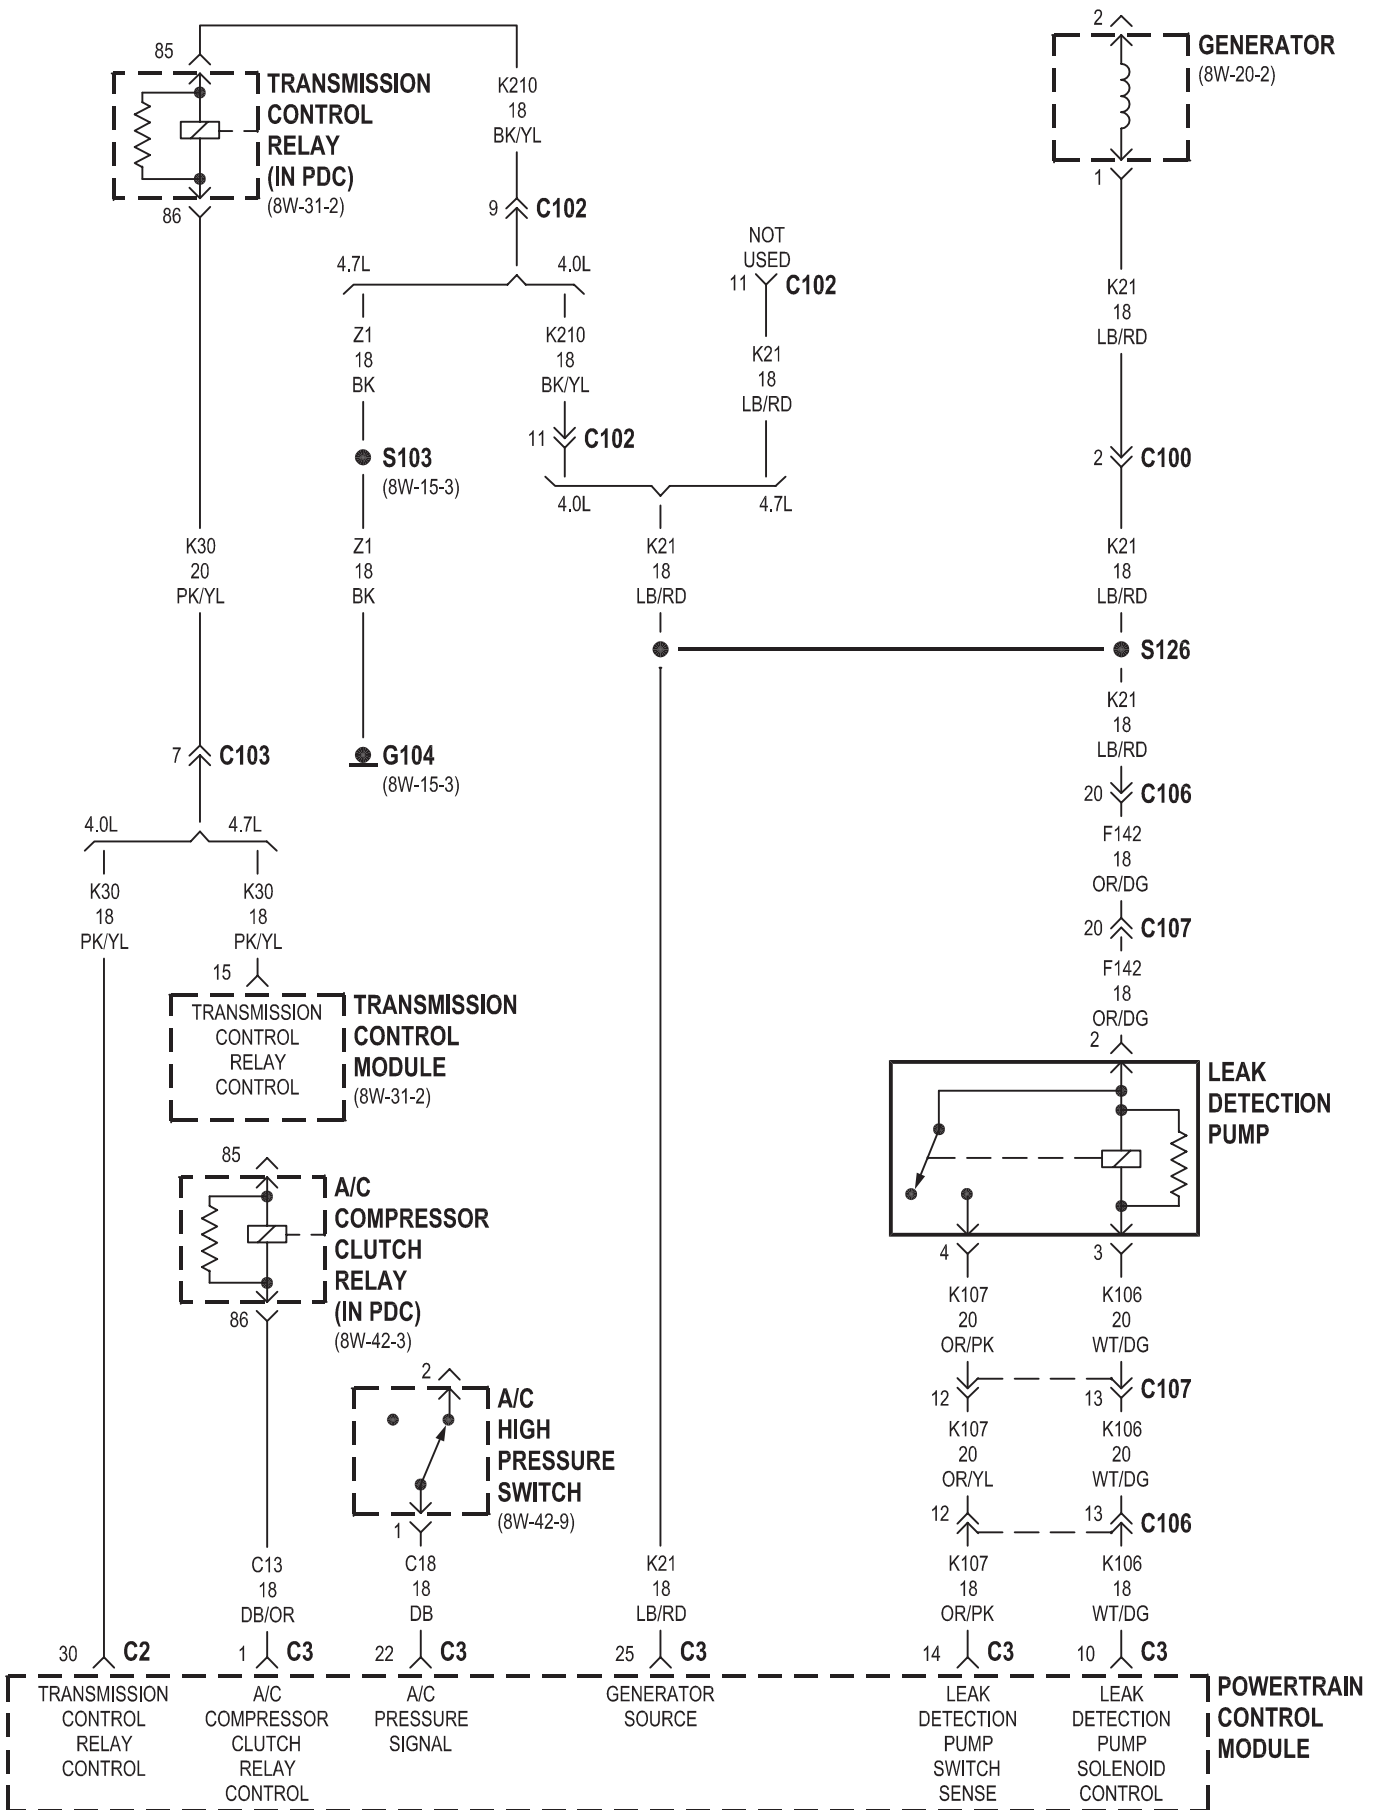 85
TRANSMISSION
CONTROL
RELAY
(IN PDC)
(8W-31-2)
86
K210
18
BK/YL
9 C102
4.7L 4.0L
Z1
18
BK
K210
18
BK/YL
NOT
USED
11 C102
K21
18
LB/RD
11 C102
4.0L 4.7L
S103
(8W-15-3)
Z1
18
BK
G104
(8W-15-3)
K21
18
LB/RD
2
GENERATOR
(8W-20-2)
1
K21
18
LB/RD
2 C100
K21
18
LB/RD
S126
K21
18
LB/RD
20 C106
F142
18
OR/DG
20 C107
F142
18
OR/DG
2
LEAK
DETECTION
PUMP
4 3
K107
20
OR/PK
K106
20
WT/DG
12 13 C107
K107
20
OR/YL
K106
20
WT/DG
12 13 C106
K107
18
OR/PK
K106
18
WT/DG
K30
20
PK/YL
7 C103
4.0L 4.7L
K30
18
PK/YL
K30
18
PK/YL
15
TRANSMISSION
CONTROL
RELAY
CONTROL
TRANSMISSION
CONTROL
MODULE
(8W-31-2)
85
A/C
COMPRESSOR
CLUTCH
RELAY
(IN PDC)
(8W-42-3)
86
2
A/C
HIGH
PRESSURE
SWITCH
(8W-42-9)
1
C13
18
DB/OR
C18
18
DB
K21
18
LB/RD
30 C2
1 C3
22 C3
25 C3
14 C3
10 C3
TRANSMISSION
CONTROL
RELAY
CONTROL
A/C
COMPRESSOR
CLUTCH
RELAY
CONTROL
A/C
PRESSURE
SIGNAL
GENERATOR
SOURCE
LEAK
DETECTION
PUMP
SWITCH
SENSE
LEAK
DETECTION
PUMP
SOLENOID
CONTROL
POWERTRAIN
CONTROL
MODULE